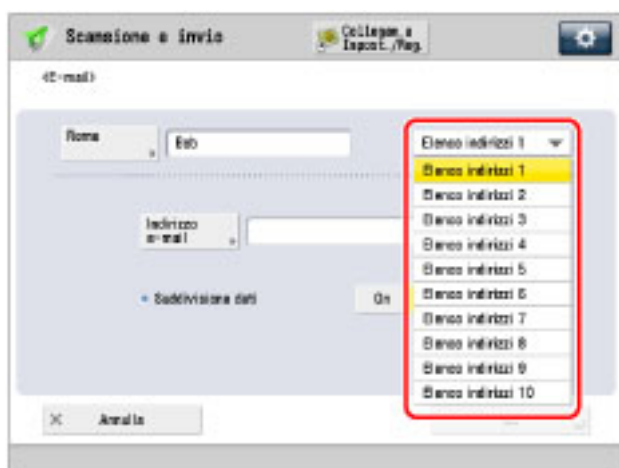 Scansione e invio
Collegam. a
Impost./Reg.
<E-mail>
Nome
Bob
Elenco indirizzi 1
Elenco indirizzi 1
Elenco indirizzi 2
Elenco indirizzi 3
Elenco indirizzi 4
Elenco indirizzi 5
Elenco indirizzi 6
Elenco indirizzi 7
Elenco indirizzi 8
Elenco indirizzi 9
Elenco indirizzi 10
Indirizzo
e-mail
Suddivisione dati
On
Annulla